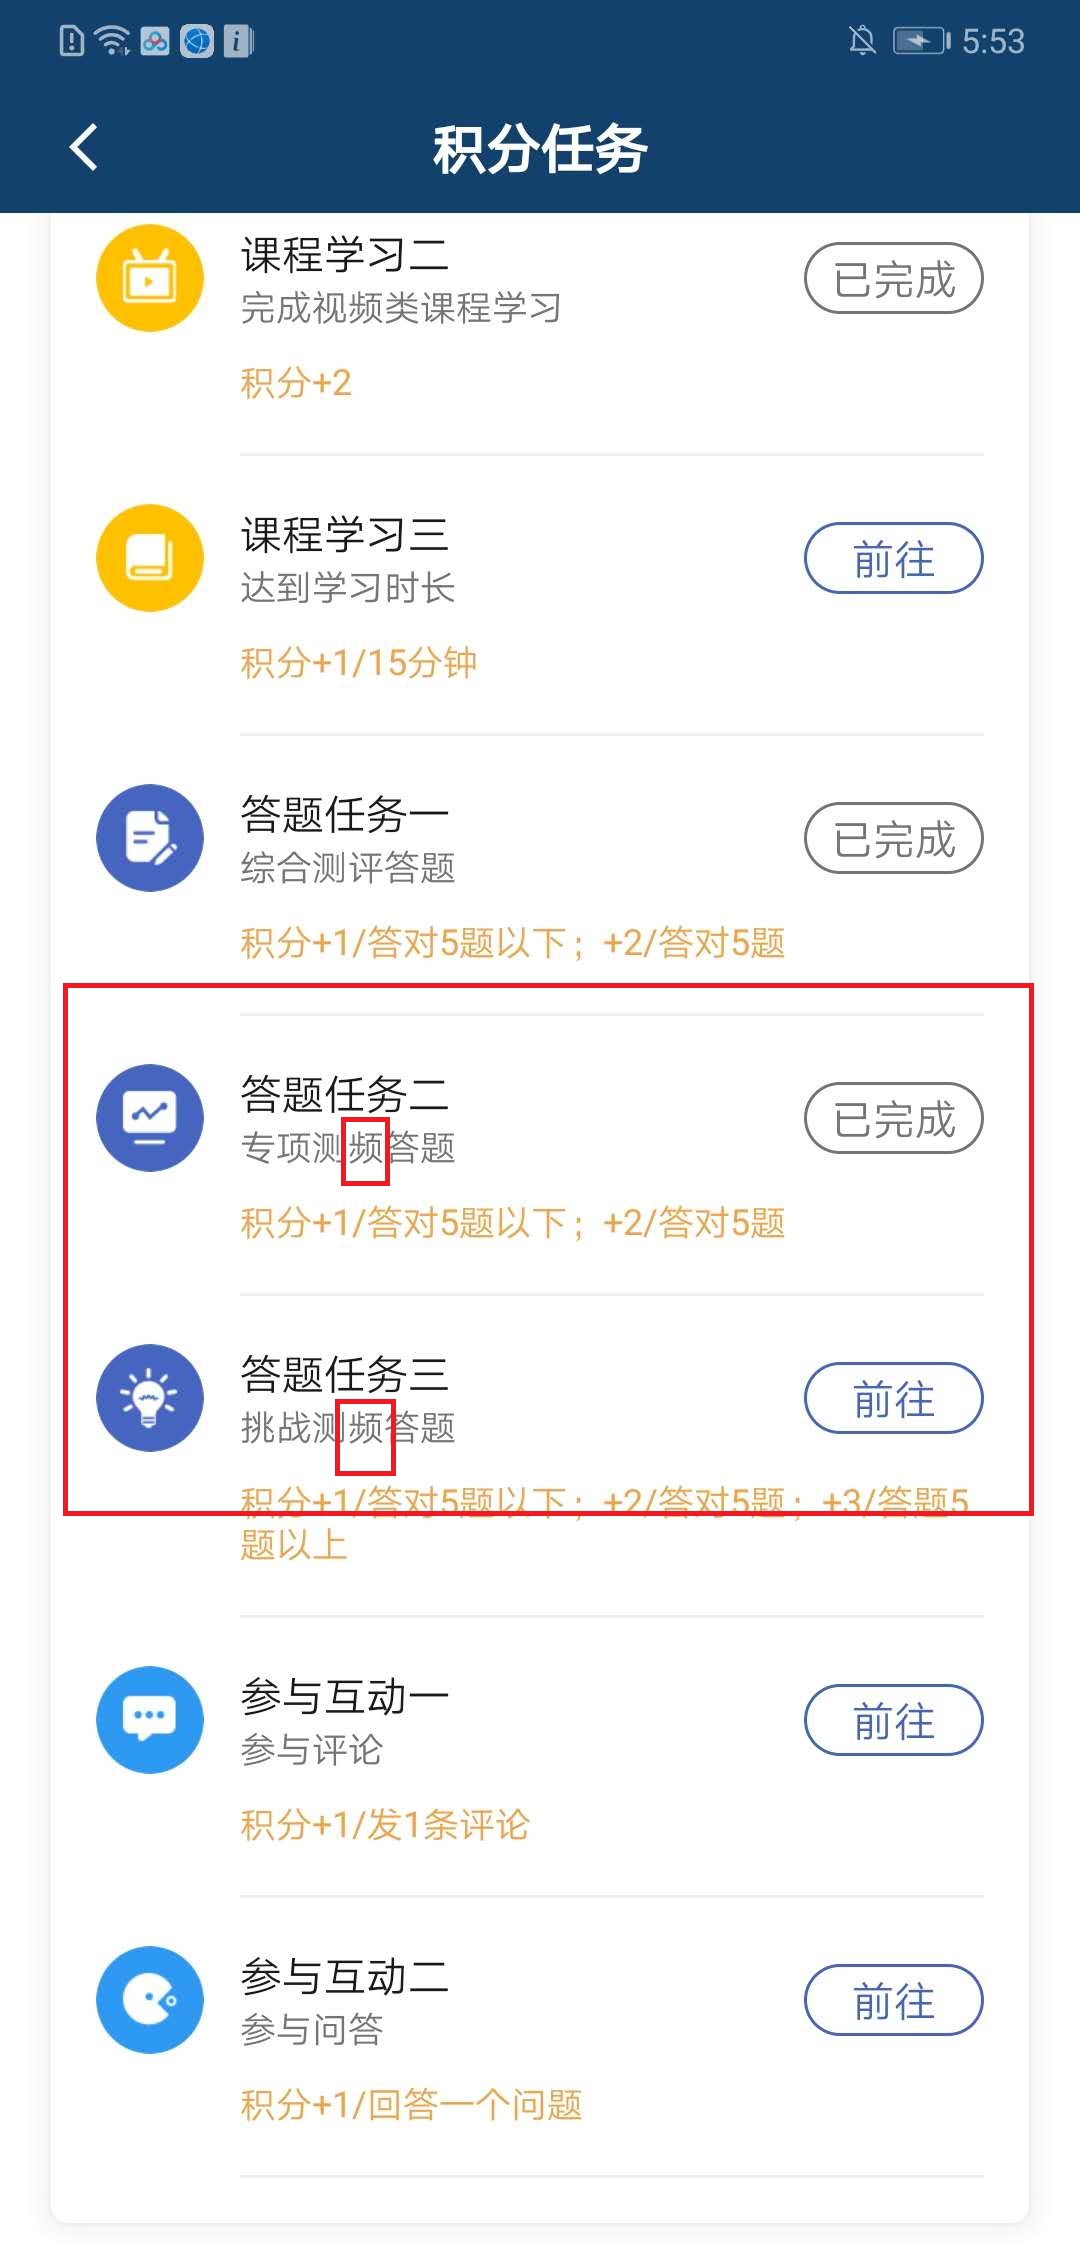 5:53
积分任务
课程学习二
已完成
完成视频类课程学习
积分+2
课程学习三
前往
达到学习时长
积分+1/15分钟
答题任务一
已完成
综合测评答题
积分+1/答对5题以下；+2/答对5题
答题任务二
已完成
专项测频答题
积分+1/答对5题以下；+2/答对5题
答题任务三
前往
挑战测频答题
积分+1/答对5题以下；+2/答对5题；+3/答题5
题以上
参与互动一
前往
参与评论
积分+1/发1条评论
参与互动二
前往
参与问答
积分+1/回答一个问题